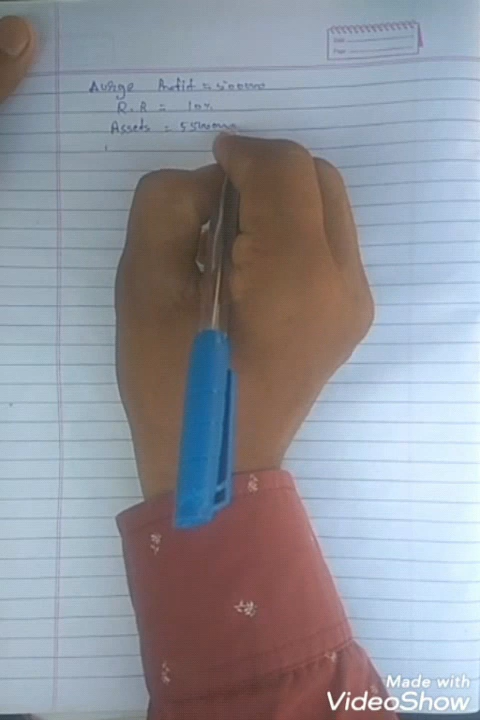 Avrage Profit = 500000
R.R = 10%
Assets = 5500000
Made with
VideoShow